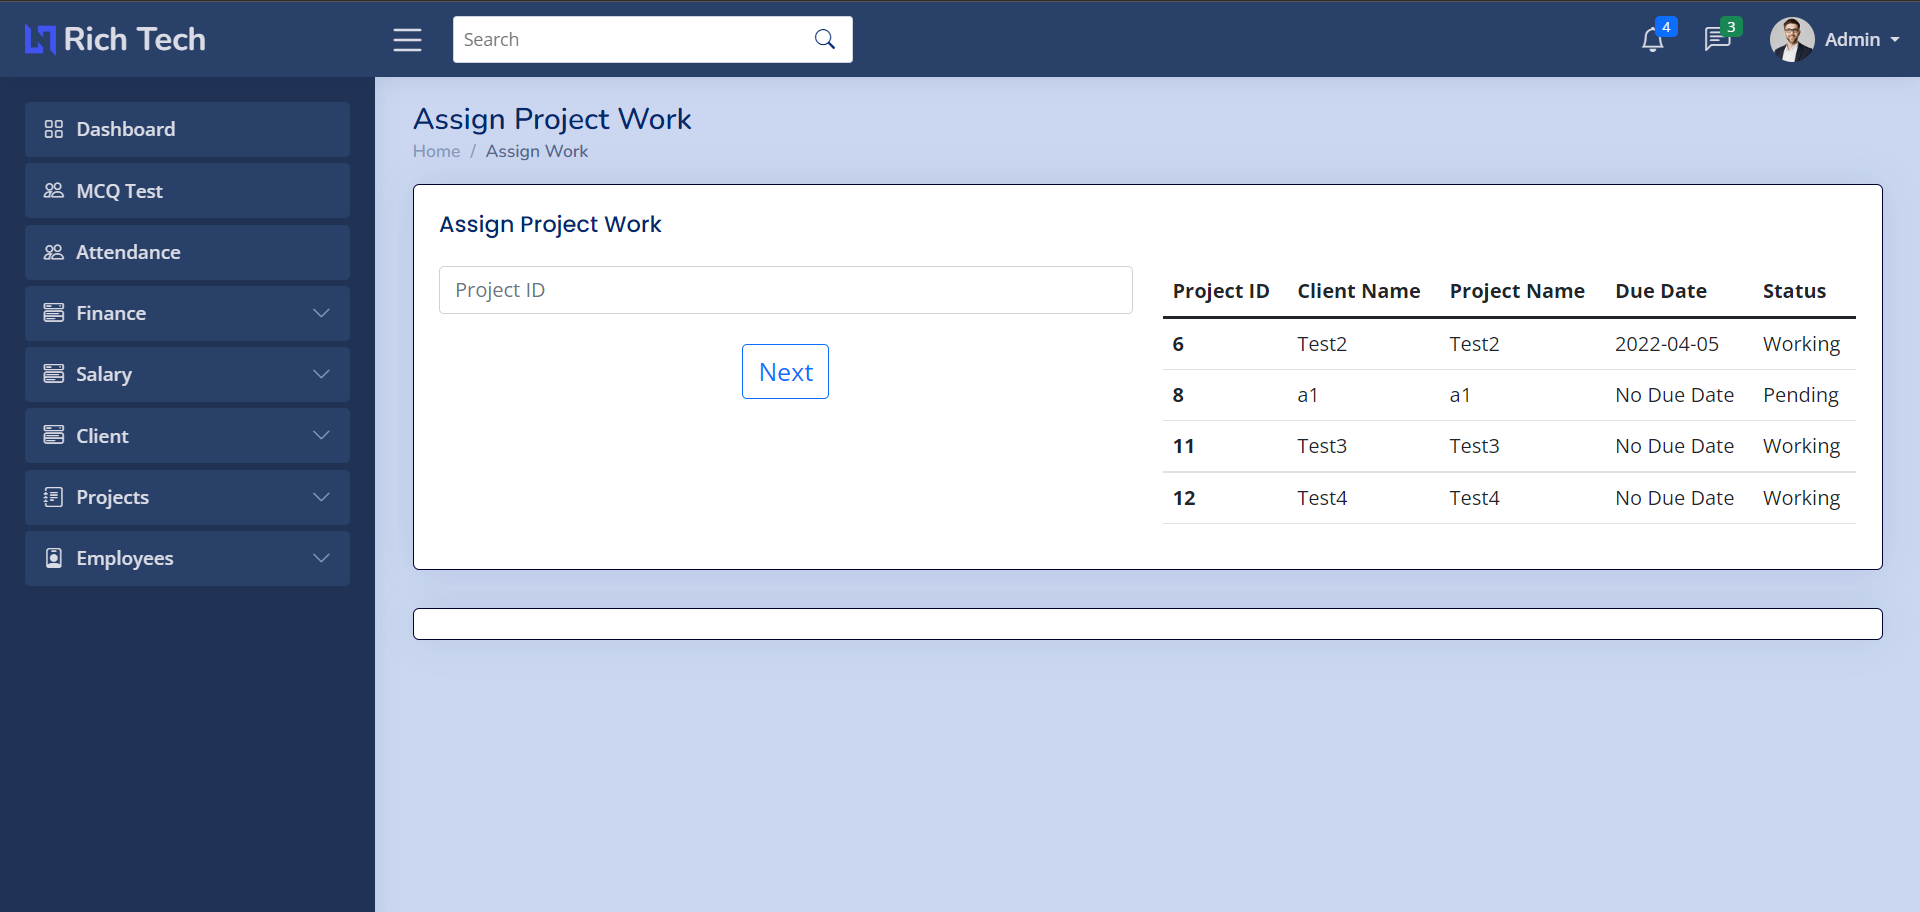 Rich Tech
Search
4
3
Admin
Dashboard
MCQ Test
Attendance
Finance
Salary
Client
Projects
Employees
Assign Project Work
Home / Assign Work
Assign Project Work
Project ID
Next
Project ID Client Name Project Name Due Date Status
6 Test2 Test2 2022-04-05 Working
8 a1 a1 No Due Date Pending
11 Test3 Test3 No Due Date Working
12 Test4 Test4 No Due Date Working